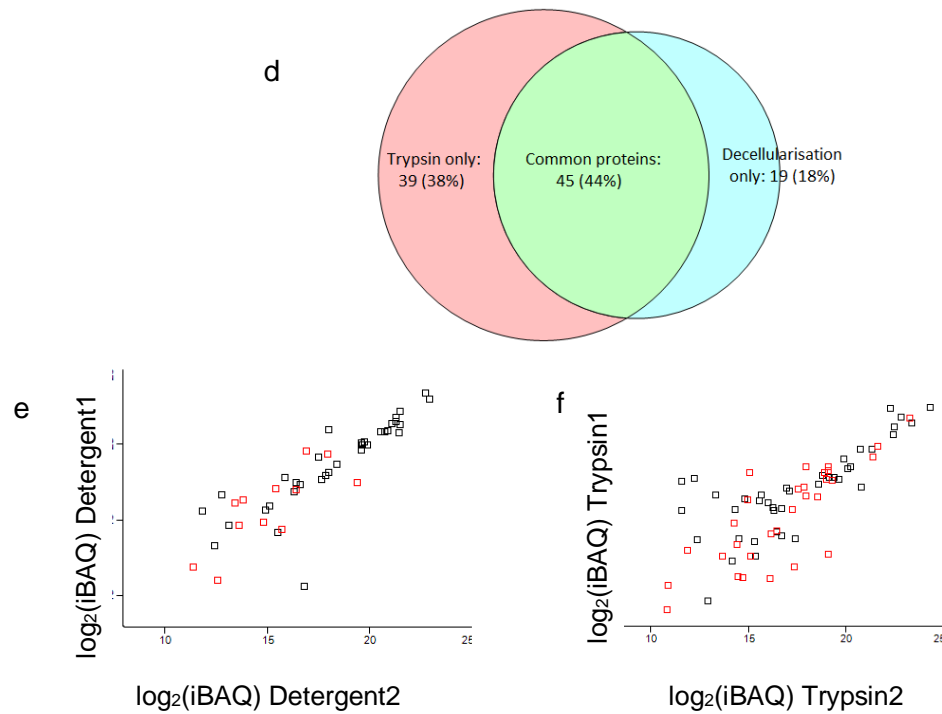 d
Trypsin only:
39 (38%)
Common proteins:
45 (44%)
Decellularisation
only: 19 (18%)
e
log₂(iBAQ) Detergent1
10
15
20
25
log₂(iBAQ) Detergent2
f
log₂(iBAQ) Trypsin1
10
15
20
25
log₂(iBAQ) Trypsin2